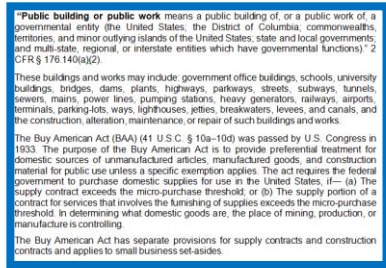 “Public building or public work means a public building of, or a public work of, a
governmental entity (the United States; the District of Columbia; commonwealths,
territories, and minor outlying islands of the United States; state and local governments;
and multi-state, regional, or interstate entities which have governmental functions).” 2
CFR § 176.140(a)(2).
These buildings and works may include: government office buildings, schools, university
buildings, bridges, dams, plants, highways, parkways, streets, subways, tunnels,
sewers, mains, power lines, pumping stations, heavy generators, railways, airports,
terminals, parking-lots, ways, lighthouses, jetties, breakwaters, levees, and canals, and
the construction, alteration, maintenance, or repair of such buildings and works.
The Buy American Act (BAA) (41 U.S.C. § 10a–10d) was passed by U.S. Congress in
1933. The purpose of the Buy American Act is to provide preferential treatment for
domestic sources of unmanufactured articles, manufactured goods, and construction
material for public use unless a specific exemption applies. The act requires the federal
government to purchase domestic supplies for use in the United States, if— (a) The
supply contract exceeds the micro-purchase threshold; or (b) The supply portion of a
contract for services that involves the furnishing of supplies exceeds the micro-purchase
threshold. In determining what domestic goods are, the place of mining, production, or
manufacture is controlling.
The Buy American Act has separate provisions for supply contracts and construction
contracts and applies to small business set-asides.